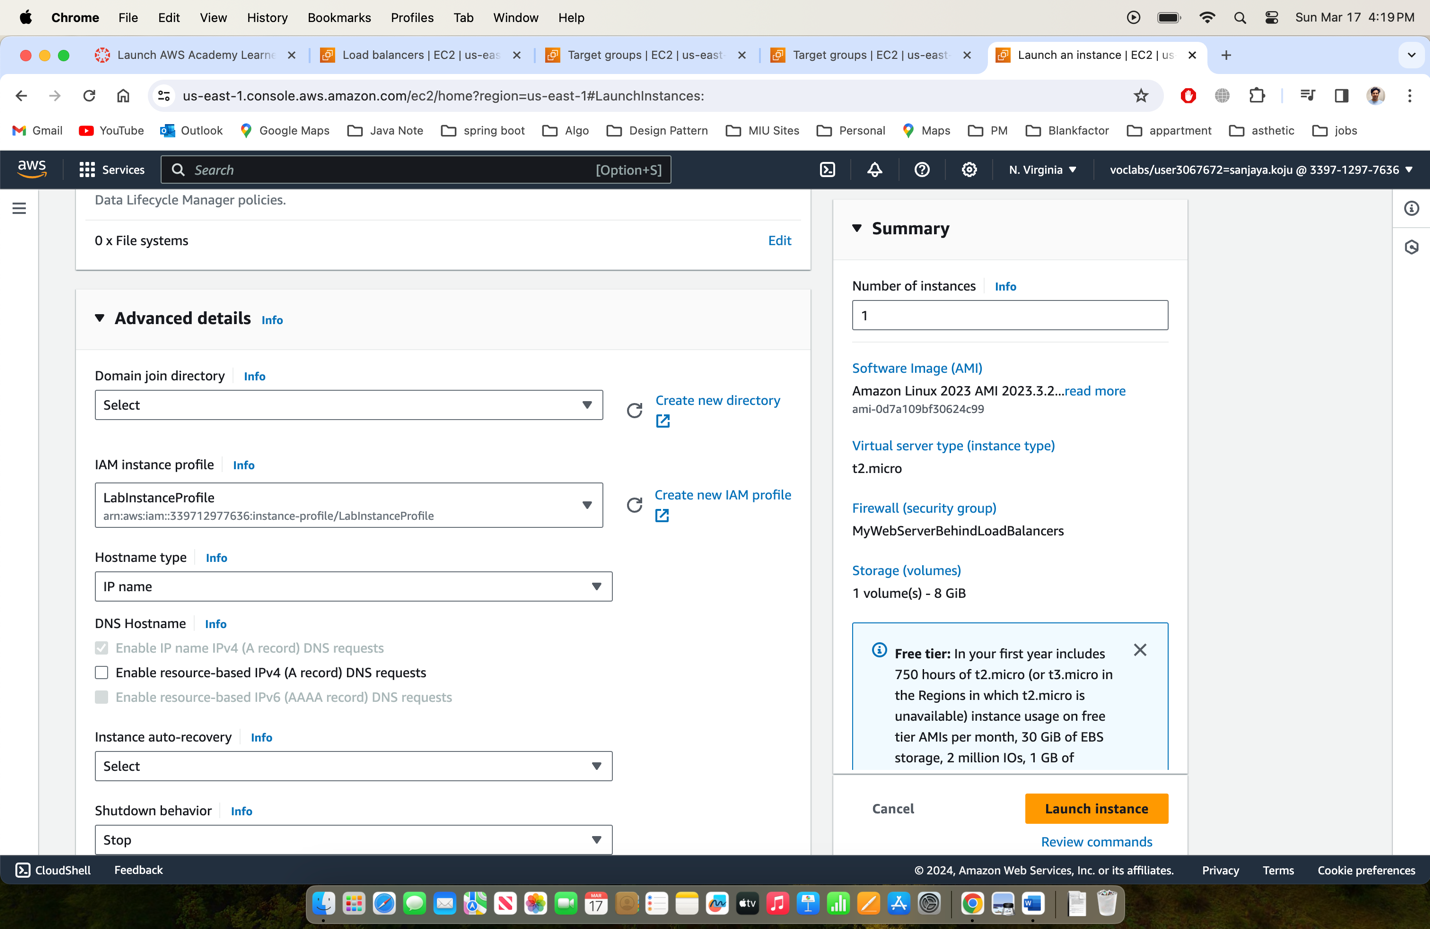 Chrome File Edit View History Bookmarks Profiles Tab Window Help Sun Mar 17 4:19 PM
Launch AWS Academy Learne Load balancers | EC2 | us-eas Target groups | EC2 | us-east- Target groups | EC2 | us-east- Launch an instance | EC2 | us
us-east-1.console.aws.amazon.com/ec2/home?region=us-east-1#LaunchInstances:
Gmail YouTube Outlook Google Maps Java Note spring boot Algo Design Pattern MIU Sites Personal Maps PM Blankfactor appartment asthetic jobs
aws Services Search [Option+S] N. Virginia voclabs/user3067672=sanjaya.koju @ 3397-1297-7636
Data Lifecycle Manager policies.
0 x File systems Edit
Advanced details Info
Domain join directory Info
Select
Create new directory
IAM instance profile Info
LabInstanceProfile
arn:aws:iam::339712977636:instance-profile/LabInstanceProfile
Create new IAM profile
Hostname type Info
IP name
DNS Hostname Info
Enable IP name IPv4 (A record) DNS requests
Enable resource-based IPv4 (A record) DNS requests
Enable resource-based IPv6 (AAAA record) DNS requests
Instance auto-recovery Info
Select
Shutdown behavior Info
Stop
Summary
Number of instances Info
1
Software Image (AMI)
Amazon Linux 2023 AMI 2023.3.2...read more
ami-0d7a109bf30624c99
Virtual server type (instance type)
t2.micro
Firewall (security group)
MyWebServerBehindLoadBalancers
Storage (volumes)
1 volume(s) - 8 GiB
Free tier: In your first year includes
750 hours of t2.micro (or t3.micro in
the Regions in which t2.micro is
unavailable) instance usage on free
tier AMIs per month, 30 GiB of EBS
storage, 2 million IOs, 1 GB of
Cancel Launch instance
Review commands
CloudShell Feedback © 2024, Amazon Web Services, Inc. or its affiliates. Privacy Terms Cookie preferences
MAR
17
tv
W